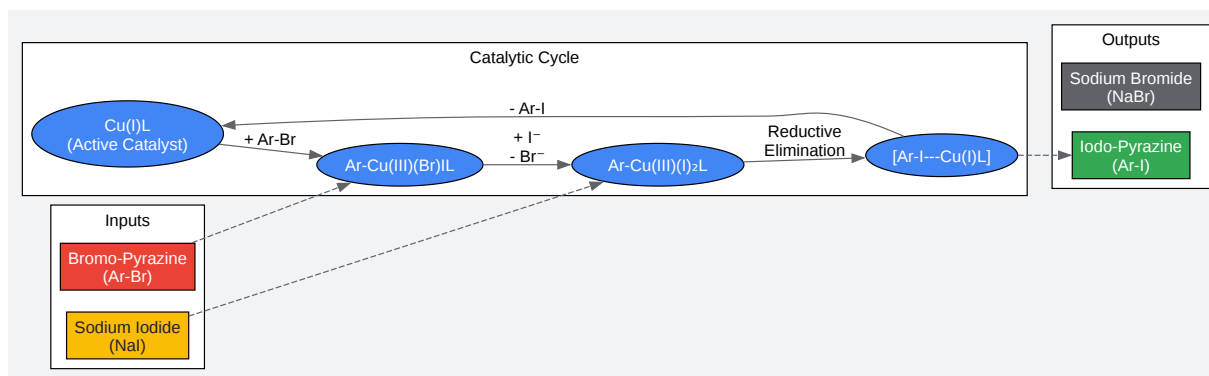 Catalytic Cycle
Cu(I)L
(Active Catalyst)
+ Ar-Br
- Ar-I
Ar-Cu(III)(Br)IL
+ I⁻
- Br⁻
Ar-Cu(III)(I)₂L
Reductive
Elimination
[Ar-I---Cu(I)L]
Outputs
Sodium Bromide
(NaBr)
Iodo-Pyrazine
(Ar-I)
Inputs
Bromo-Pyrazine
(Ar-Br)
Sodium Iodide
(NaI)